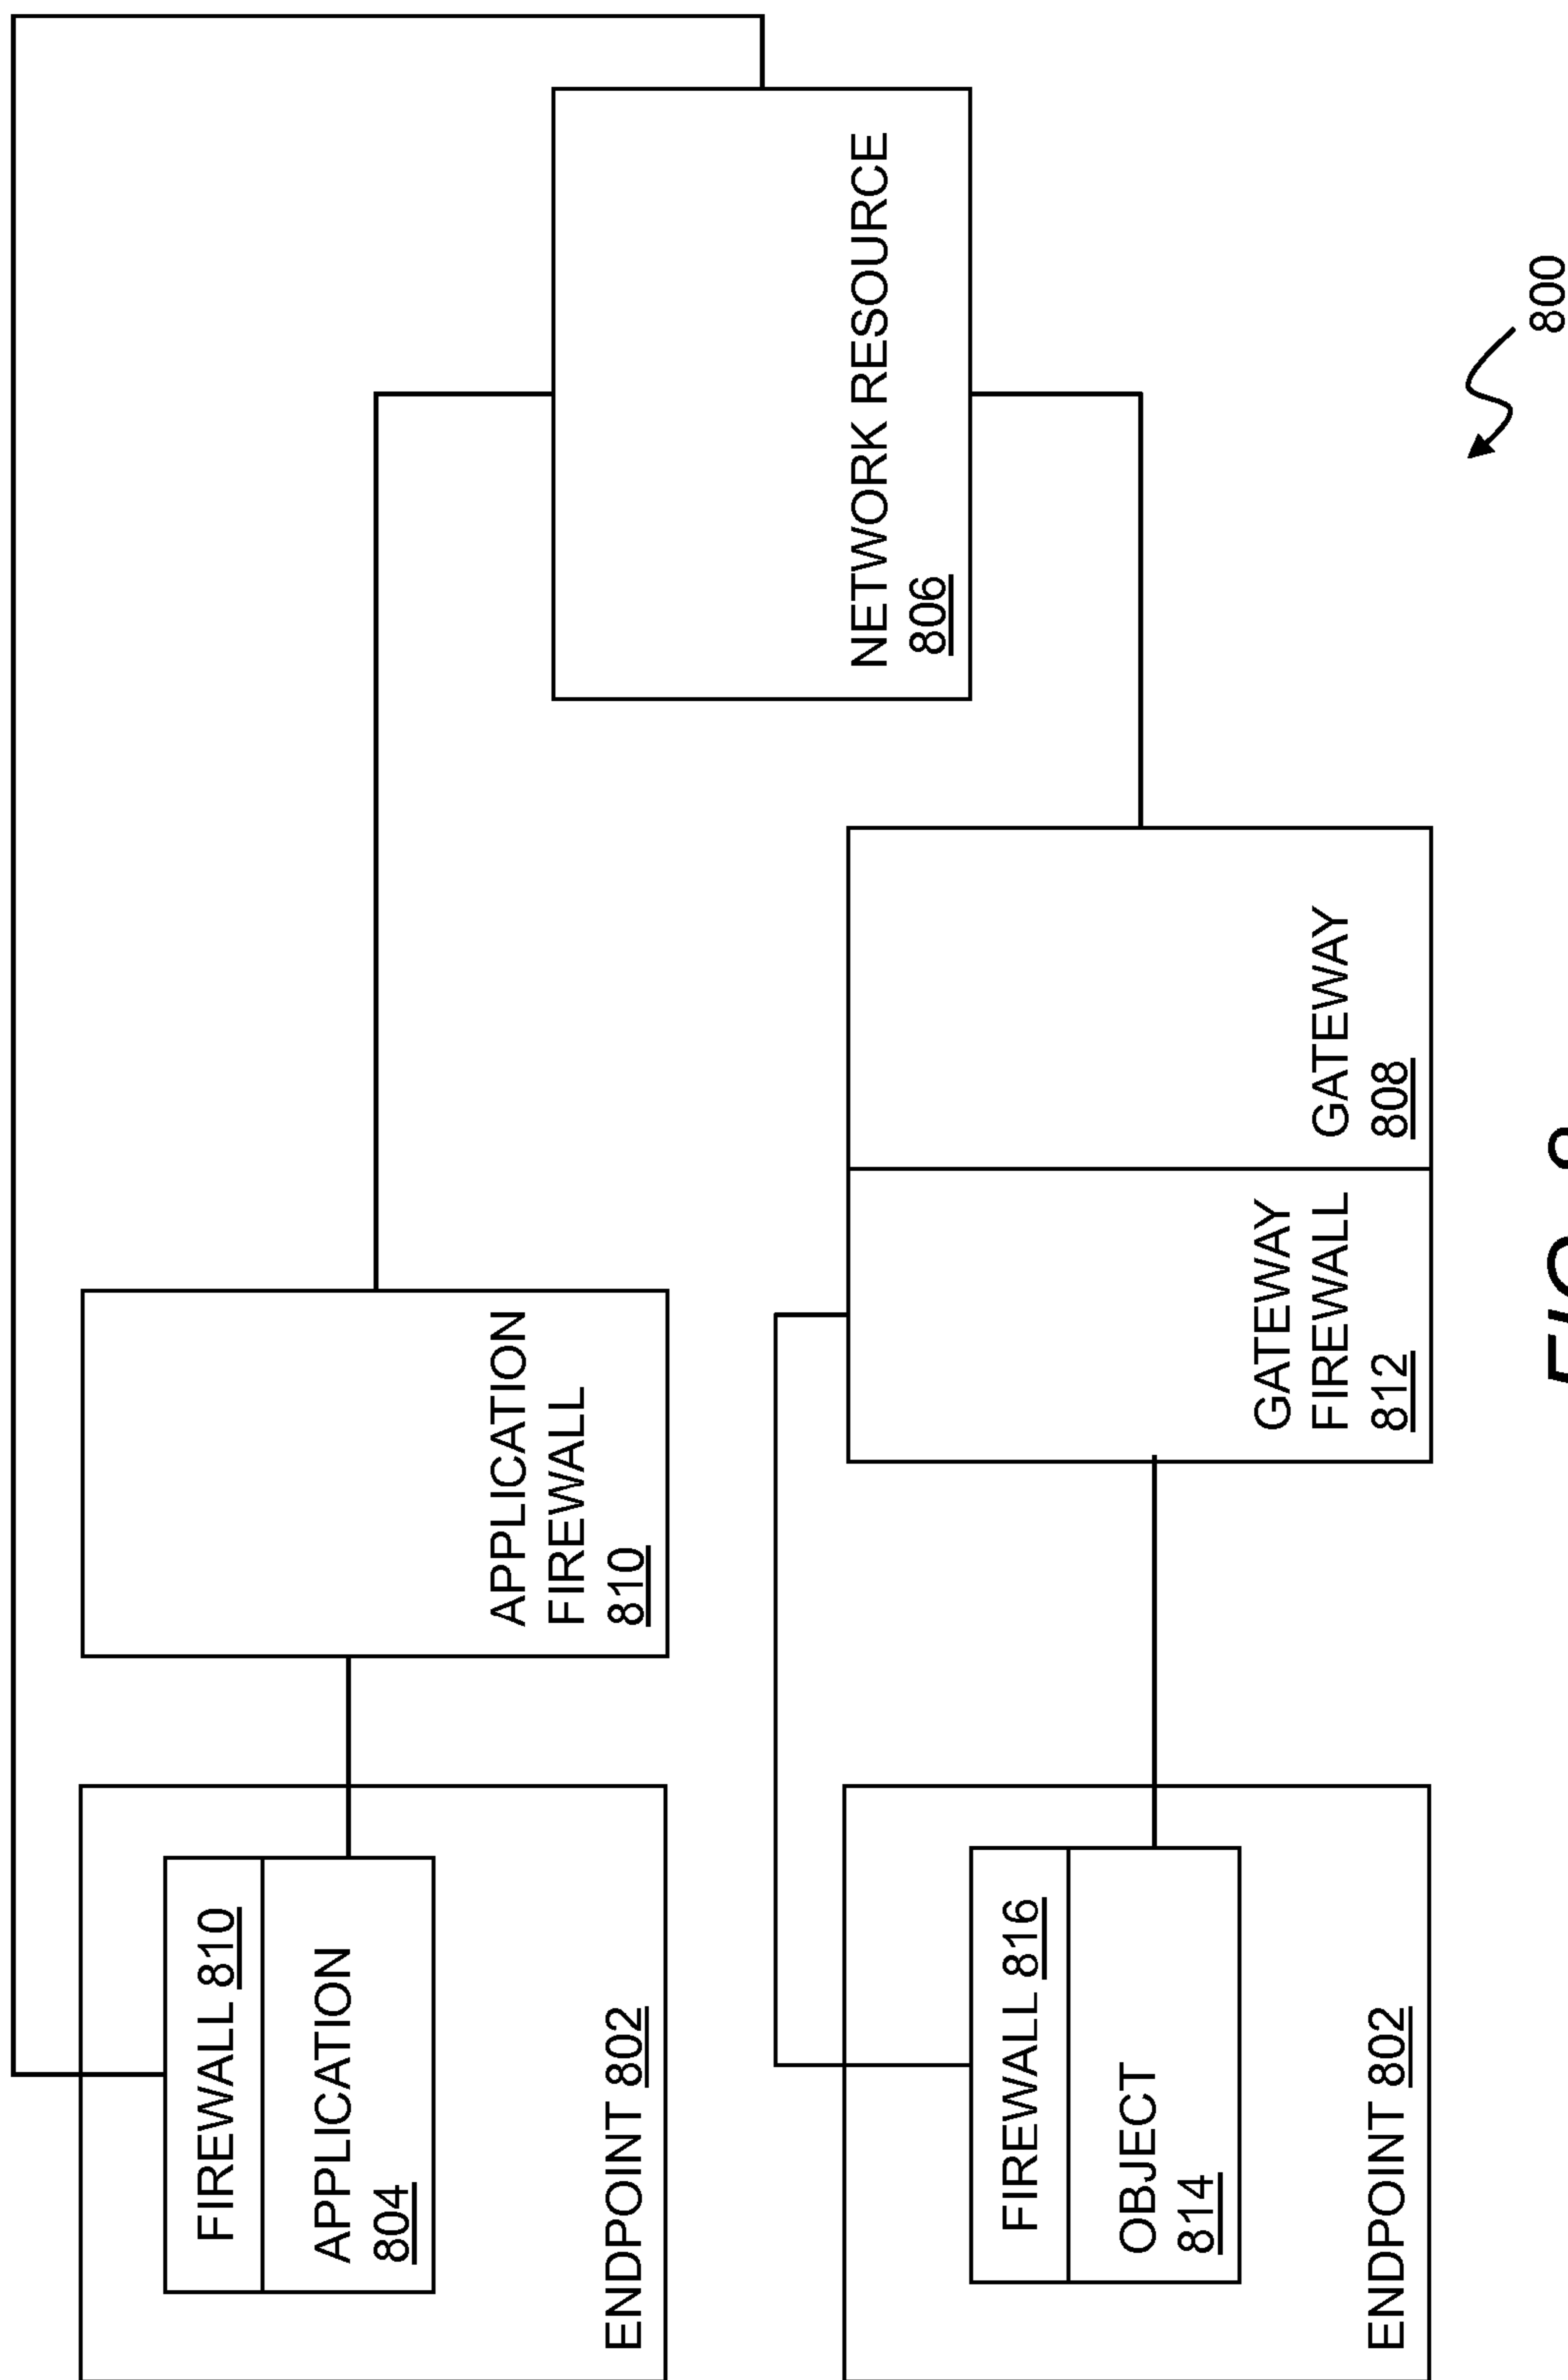 FIREWALL 810
APPLICATION
804
ENDPOINT 802
APPLICATION
FIREWALL
810
NETWORK RESOURCE
806
FIREWALL 816
OBJECT
814
ENDPOINT 802
GATEWAY
FIREWALL
812
GATEWAY
808
800